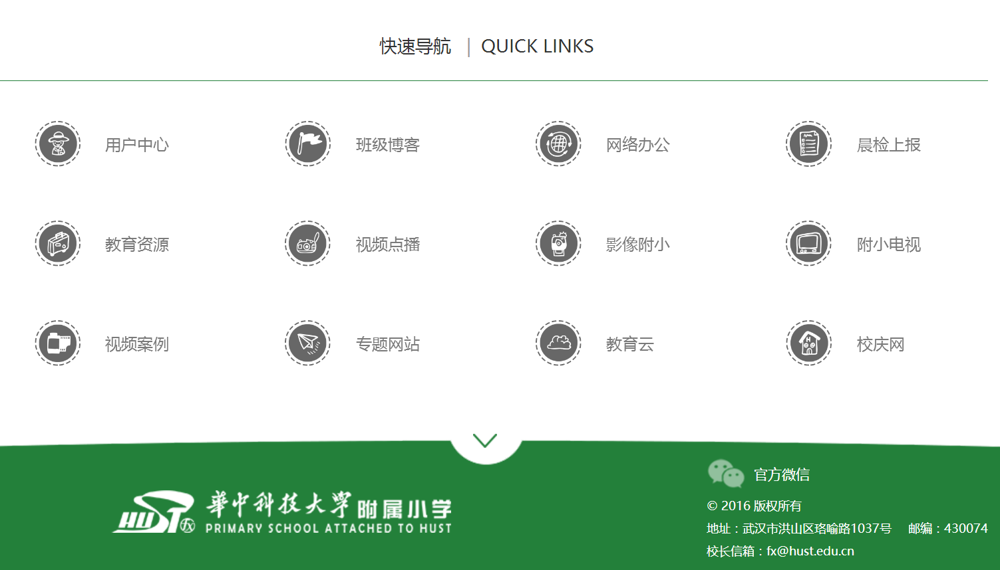 快速导航 | QUICK LINKS
用户中心 班级博客 网络办公 晨检上报
教育资源 视频点播 影像附小 附小电视
视频案例 专题网站 教育云 校庆网
官方微信
HUST fx 華中科技大學附属小学
PRIMARY SCHOOL ATTACHED TO HUST
© 2016 版权所有
地址：武汉市洪山区珞喻路1037号 邮编：430074
校长信箱：fx@hust.edu.cn